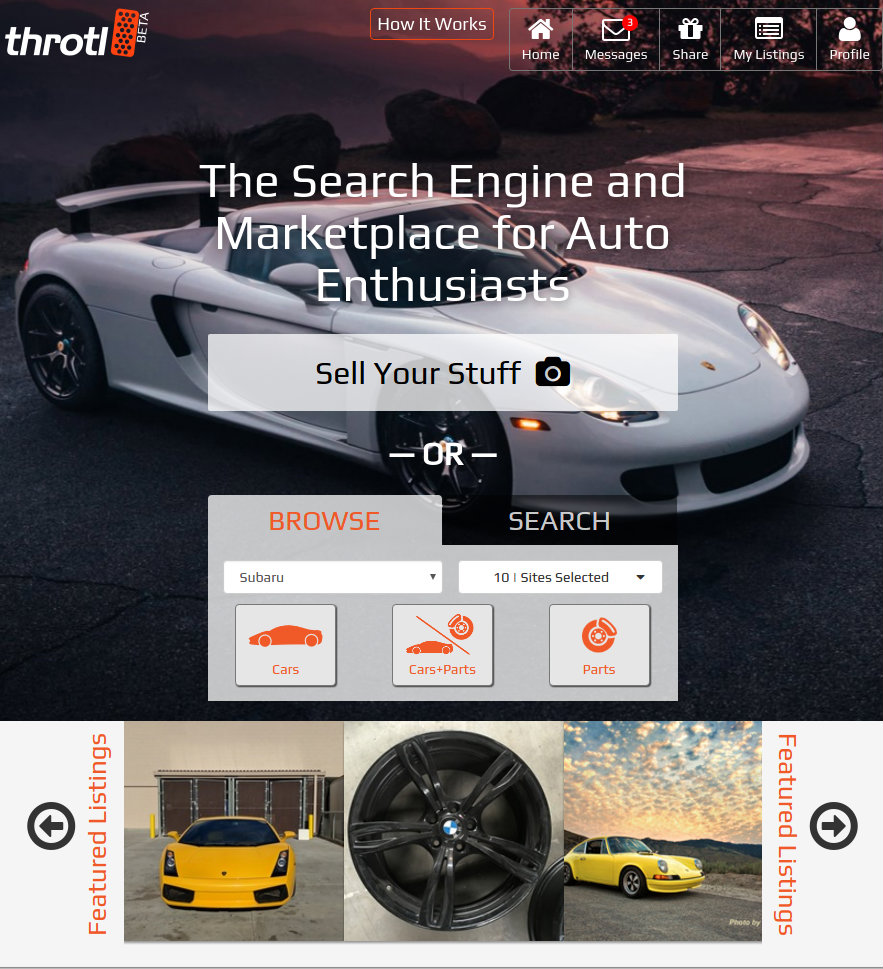 throtl
BETA
How It Works
Home
Messages
3
Share
My Listings
Profile
The Search Engine and
Marketplace for Auto
Enthusiasts
Sell Your Stuff
— OR —
BROWSE
SEARCH
Subaru
10 | Sites Selected
Cars
Cars+Parts
Parts
Featured Listings
Photo by
Featured Listings